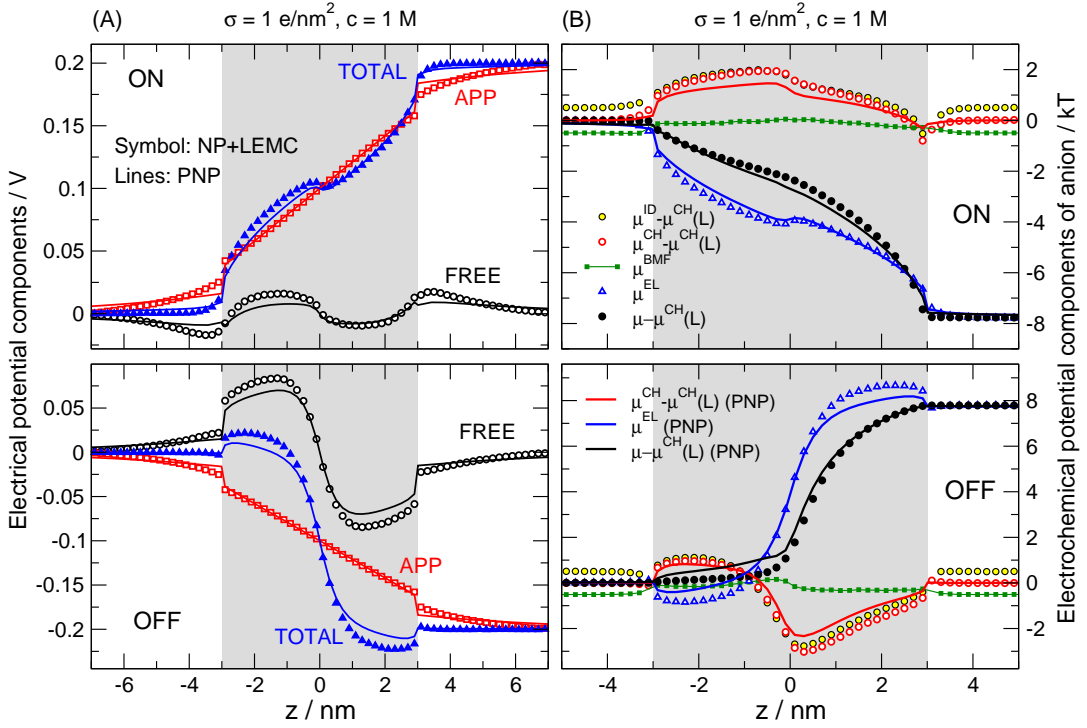 (A)
σ = 1 e/nm², c = 1 M
Electrical potential components / V
0.2
0.15
0.1
0.05
0
ON
TOTAL
APP
Symbol: NP+LEMC
Lines: PNP
FREE
0.05
0
-0.05
-0.1
-0.15
-0.2
FREE
APP
TOTAL
OFF
-6 -4 -2 0 2 4 6
z / nm
(B)
σ = 1 e/nm², c = 1 M
Electrochemical potential components of anion / kT
2
0
-2
-4
-6
-8
μ^ID-μ^CH(L)
μ^CH-μ^CH(L)
μ^BMF
μ^EL
μ-μ^CH(L)
ON
8
6
4
2
0
-2
μ^CH-μ^CH(L) (PNP)
μ^EL (PNP)
μ-μ^CH(L) (PNP)
OFF
-4 -2 0 2 4
z / nm